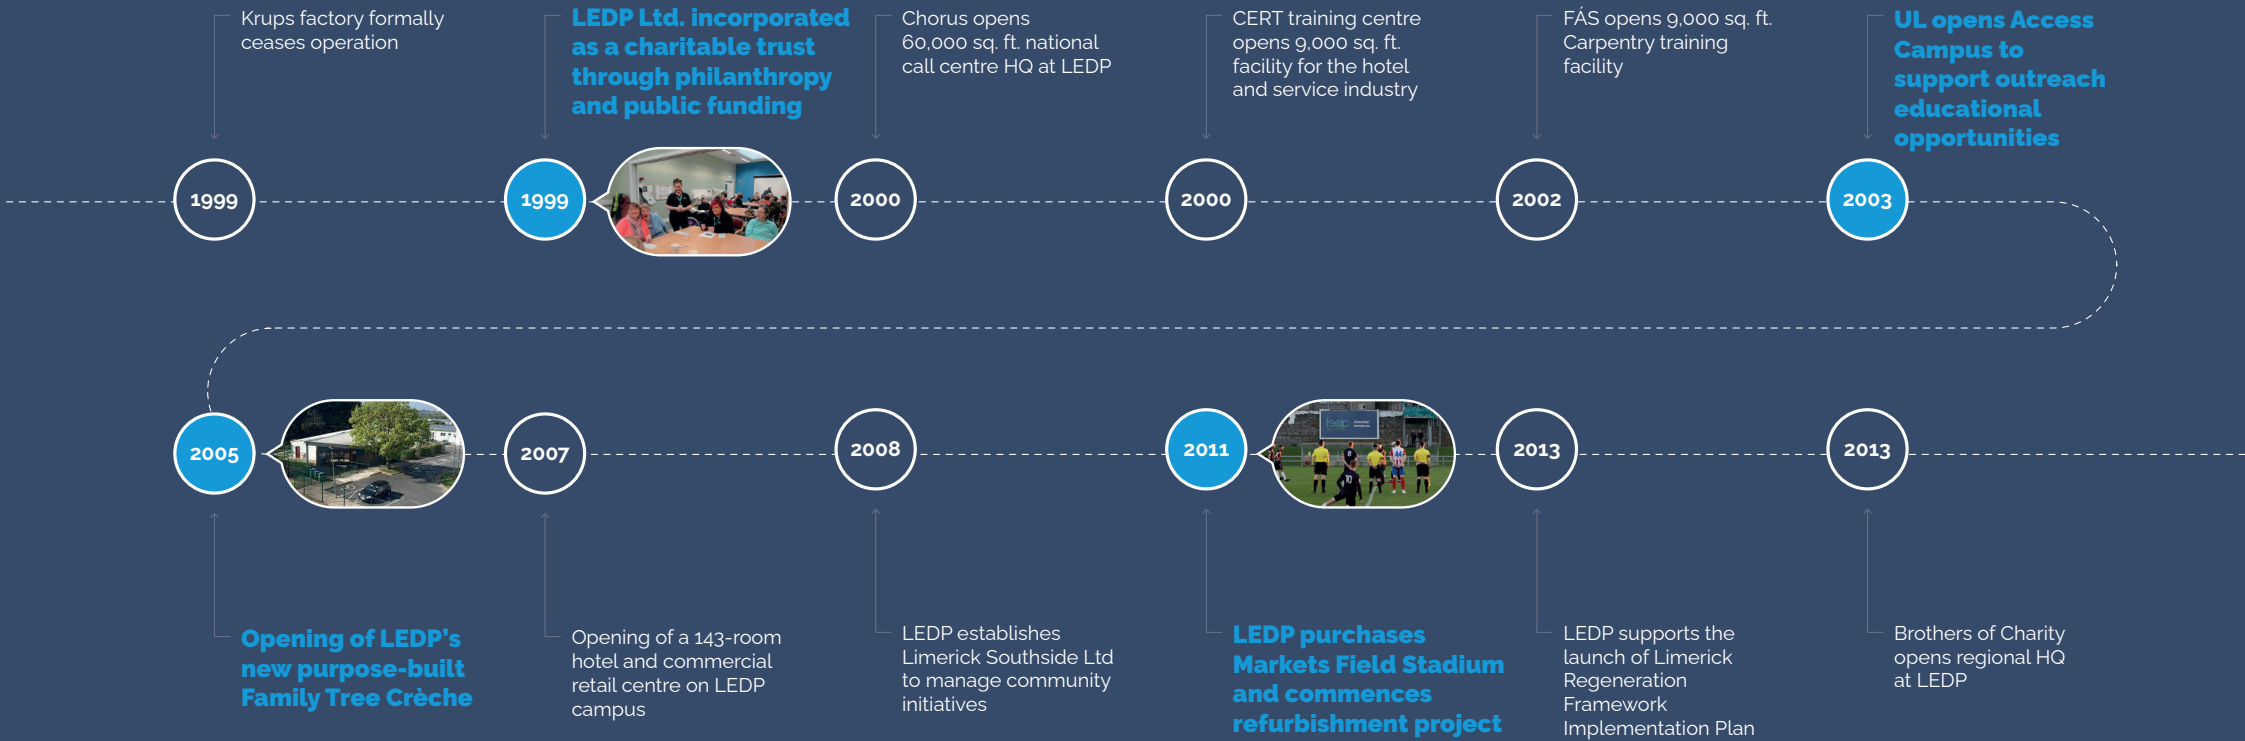 Krups factory formally
ceases operation
LEDP Ltd. incorporated
as a charitable trust
through philanthropy
and public funding
Chorus opens
60,000 sq. ft. national
call centre HQ at LEDP
CERT training centre
opens 9,000 sq. ft.
facility for the hotel
and service industry
FÁS opens 9,000 sq. ft.
Carpentry training
facility
UL opens Access
Campus to
support outreach
educational
opportunities
1999
1999
2000
2000
2002
2003
2005
2007
2008
2011
2013
2013
Opening of LEDP’s
new purpose-built
Family Tree Crèche
Opening of a 143-room
hotel and commercial
retail centre on LEDP
campus
LEDP establishes
Limerick Southside Ltd
to manage community
initiatives
LEDP purchases
Markets Field Stadium
and commences
refurbishment project
LEDP supports the
launch of Limerick
Regeneration
Framework
Implementation Plan
Brothers of Charity
opens regional HQ
at LEDP